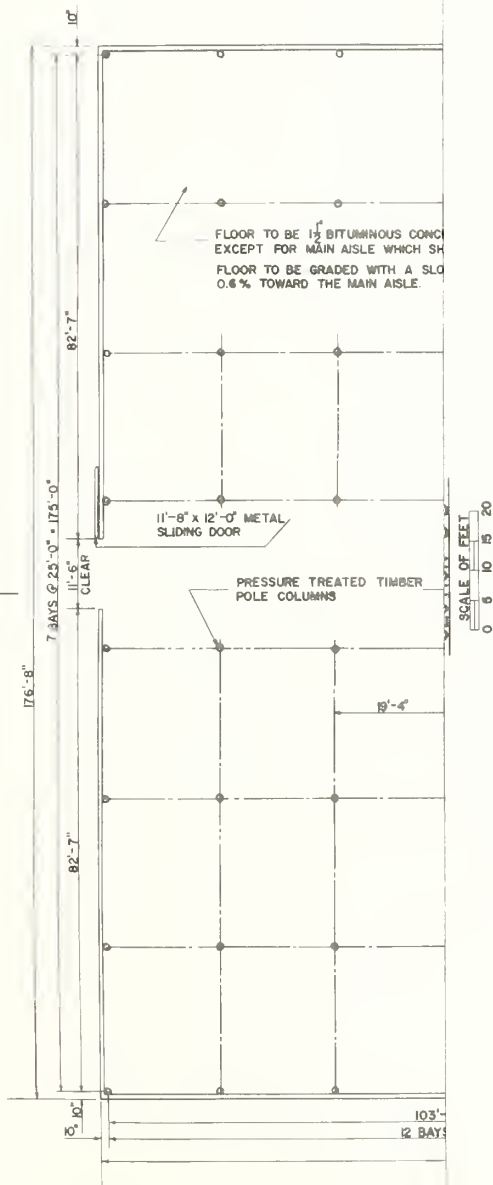 10"
FLOOR TO BE 1 1/2" BITUMINOUS CONC
EXCEPT FOR MAIN AISLE WHICH SH
FLOOR TO BE GRADED WITH A SLO
0.6 % TOWARD THE MAIN AISLE.
82'-7"
11'-8" X 12'-0" METAL
SLIDING DOOR
7 BAYS @ 25'-0" = 175'-0"
11'-6"
CLEAR
176'-8"
PRESSURE TREATED TIMBER
POLE COLUMNS
SCALE OF FEET
0 5 10 15 20
19'-4"
82'-7"
10"
10"
103'-
12 BAYS